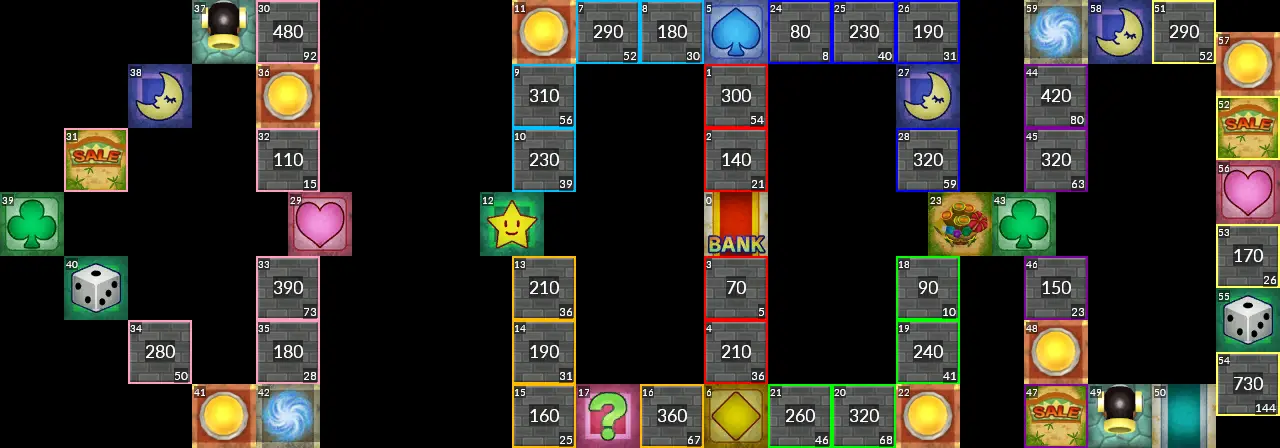 37 30 480 92 11 7 290 52 8 180 30 5 24 80 8 25 230 40 26 190 31 59 58 51 290 52
57
38 36 9 310 56 1 300 54 27 44 420 80
52 SALE
31 SALE 32 110 15 10 230 39 2 140 21 28 320 59 45 320 63
56
39 29 12 0 BANK 23 43
53 170 26
40 33 390 73 13 210 36 3 70 5 18 90 10 46 150 23
55
34 280 50 35 180 28 14 190 31 4 210 36 19 240 41 48
54 730 144
41 42 15 160 25 17 ? 16 360 67 6 21 260 46 20 320 68 22 47 SALE 49 50